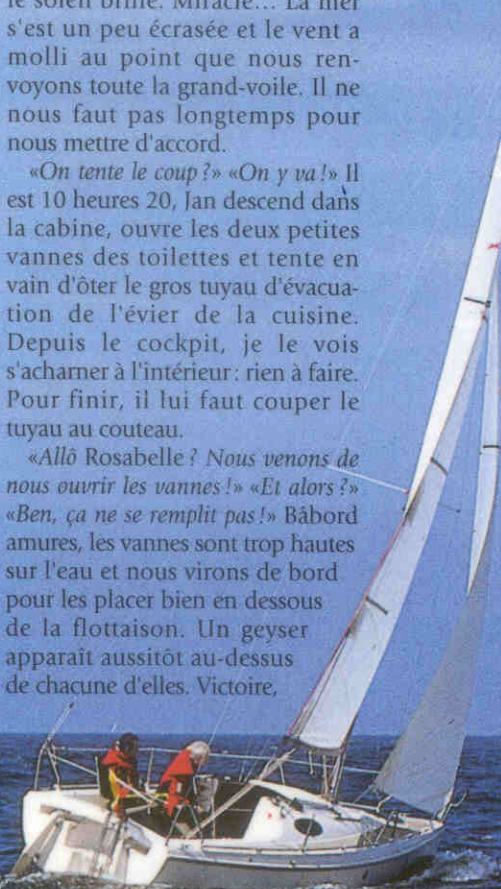 le soleil brille. Miracle... La mer
s'est un peu écrasée et le vent a
molli au point que nous ren-
voyons toute la grand-voile. Il ne
nous faut pas longtemps pour
nous mettre d'accord.
«On tente le coup ?» «On y va !» Il
est 10 heures 20, Jan descend dans
la cabine, ouvre les deux petites
vannes des toilettes et tente en
vain d'ôter le gros tuyau d'évacua-
tion de l'évier de la cuisine.
Depuis le cockpit, je le vois
s'acharner à l'intérieur : rien à faire.
Pour finir, il lui faut couper le
tuyau au couteau.
«Allô Rosabelle ? Nous venons de
nous ouvrir les vannes !» «Et alors ?»
«Ben, ça ne se remplit pas !» Bâbord
amures, les vannes sont trop hautes
sur l'eau et nous virons de bord
pour les placer bien en dessous
de la flottaison. Un geyser
apparaît aussitôt au-dessus
de chacune d'elles. Victoire,